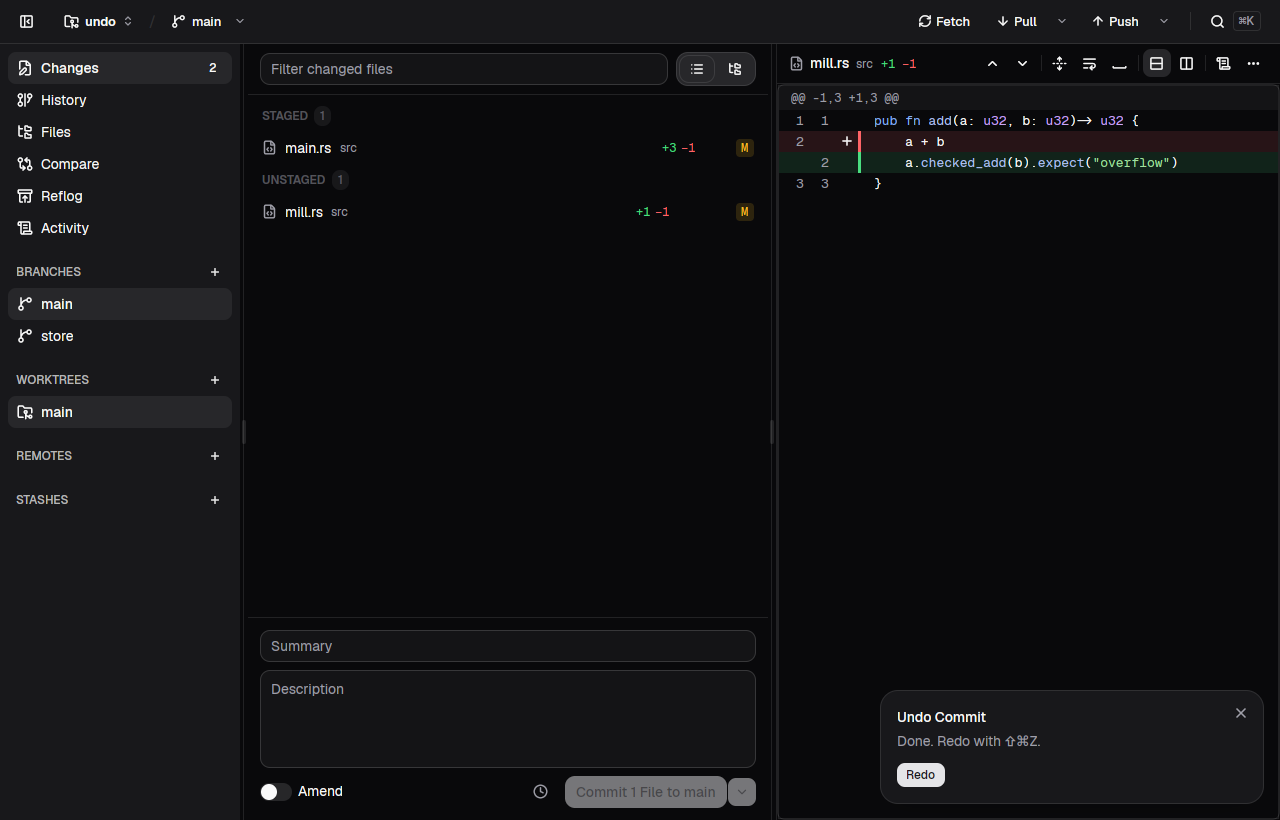 undo / main
Fetch Pull Push ⌘K
Changes 2
History
Files
Compare
Reflog
Activity
BRANCHES +
main
store
WORKTREES +
main
REMOTES +
STASHES +
Filter changed files
STAGED 1
main.rs src +3 −1 M
UNSTAGED 1
mill.rs src +1 −1 M
Summary
Description
Amend
Commit 1 File to main
mill.rs src +1 −1
@@ -1,3 +1,3 @@
1 1 pub fn add(a: u32, b: u32)-> u32 {
2 + a + b
2 a.checked_add(b).expect("overflow")
3 3 }
Undo Commit
Done. Redo with ⇧⌘Z.
Redo